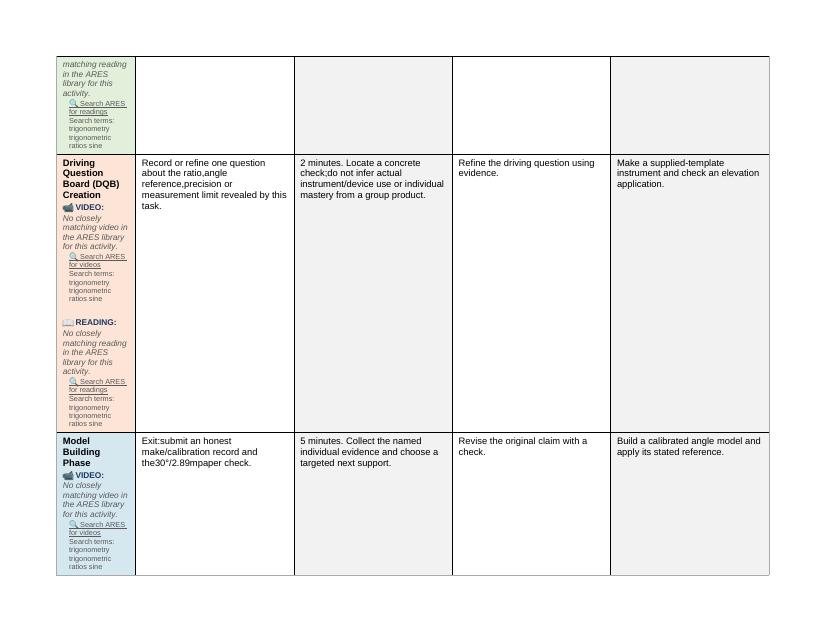 matching reading
in the ARES
library for this
activity.
🔍 Search ARES
for readings
Search terms:
trigonometry
trigonometric
ratios sine
Driving
Question
Board (DQB)
Creation
📹 VIDEO:
No closely
matching video in
the ARES library
for this activity.
🔍 Search ARES
for videos
Search terms:
trigonometry
trigonometric
ratios sine
📖 READING:
No closely
matching reading
in the ARES
library for this
activity.
🔍 Search ARES
for readings
Search terms:
trigonometry
trigonometric
ratios sine
Record or refine one question
about the ratio,angle
reference,precision or
measurement limit revealed by this
task.
2 minutes. Locate a concrete
check;do not infer actual
instrument/device use or individual
mastery from a group product.
Refine the driving question using
evidence.
Make a supplied-template
instrument and check an elevation
application.
Model
Building
Phase
📹 VIDEO:
No closely
matching video in
the ARES library
for this activity.
🔍 Search ARES
for videos
Search terms:
trigonometry
trigonometric
ratios sine
Exit:submit an honest
make/calibration record and
the30°/2.89mpaper check.
5 minutes. Collect the named
individual evidence and choose a
targeted next support.
Revise the original claim with a
check.
Build a calibrated angle model and
apply its stated reference.